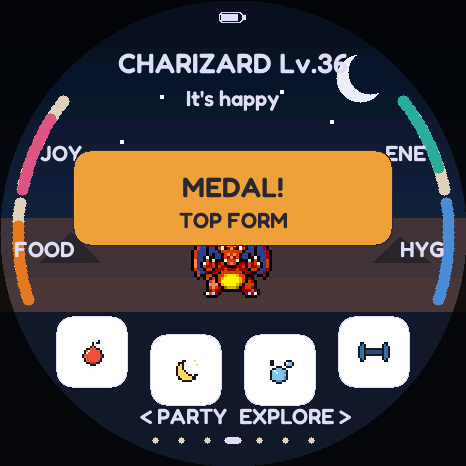 CHARIZARD Lv.36
It's happy
JOY
ENE
MEDAL!
TOP FORM
FOOD
HYG
< PARTY EXPLORE >